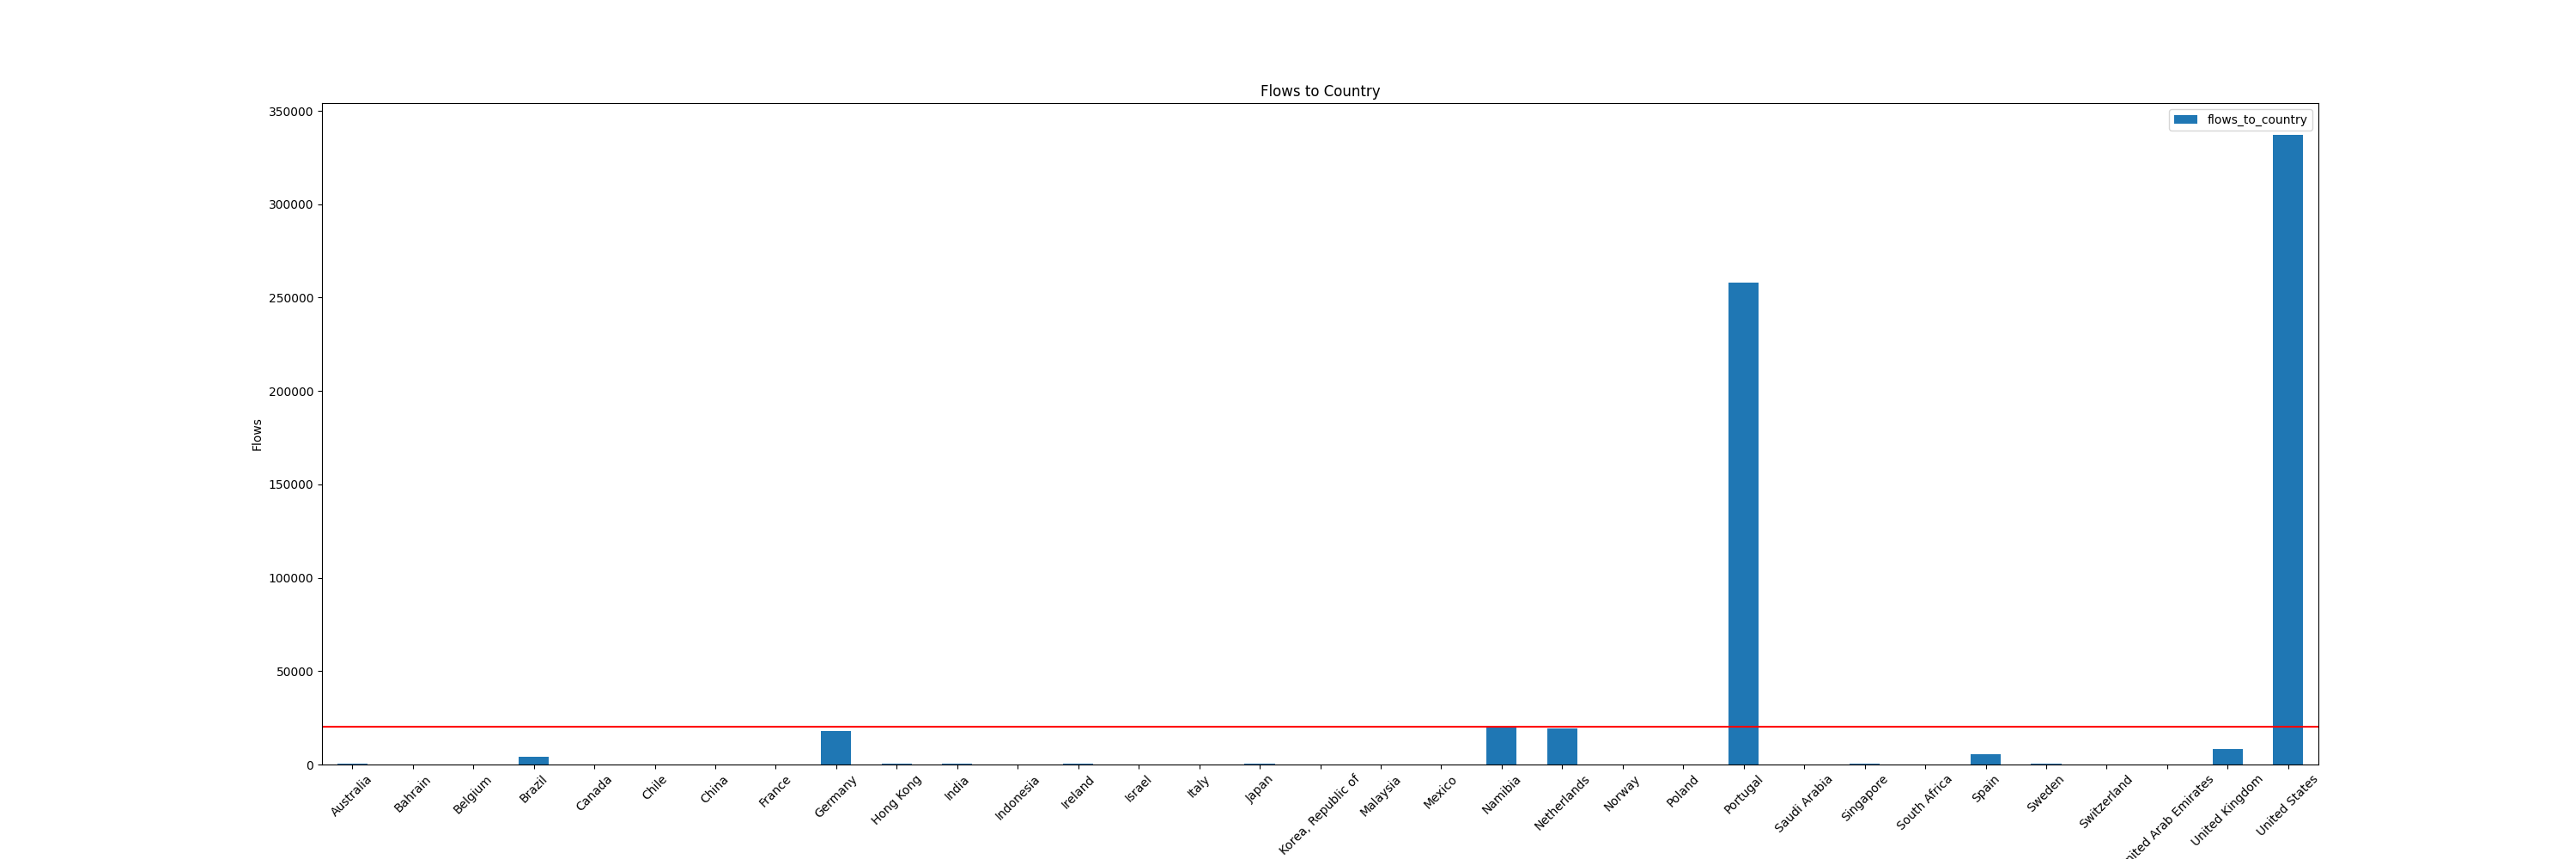 Flows to Country
flows_to_country
350000
300000
250000
200000
150000
100000
50000
0
Flows
Australia
Bahrain
Belgium
Brazil
Canada
Chile
China
France
Germany
Hong Kong
India
Indonesia
Ireland
Israel
Italy
Japan
Korea, Republic of
Malaysia
Mexico
Namibia
Netherlands
Norway
Poland
Portugal
Saudi Arabia
Singapore
South Africa
Spain
Sweden
Switzerland
Arab Emirates
United Kingdom
United States